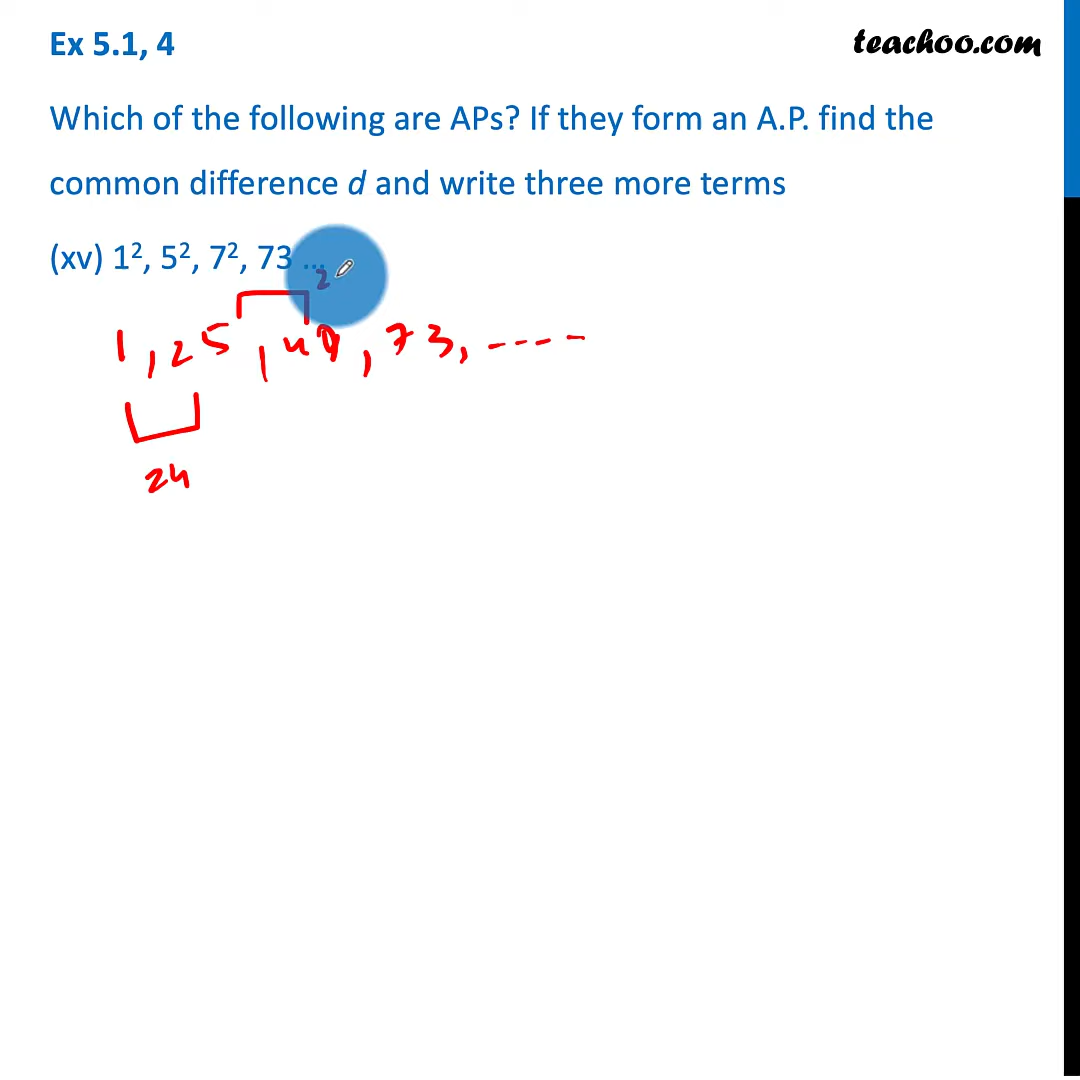 Ex 5.1, 4
teachoo.com
Which of the following are APs? If they form an A.P. find the
common difference d and write three more terms
(xv) 1², 5², 7², 73 …
2
1, 25, 49, 73, ----
24